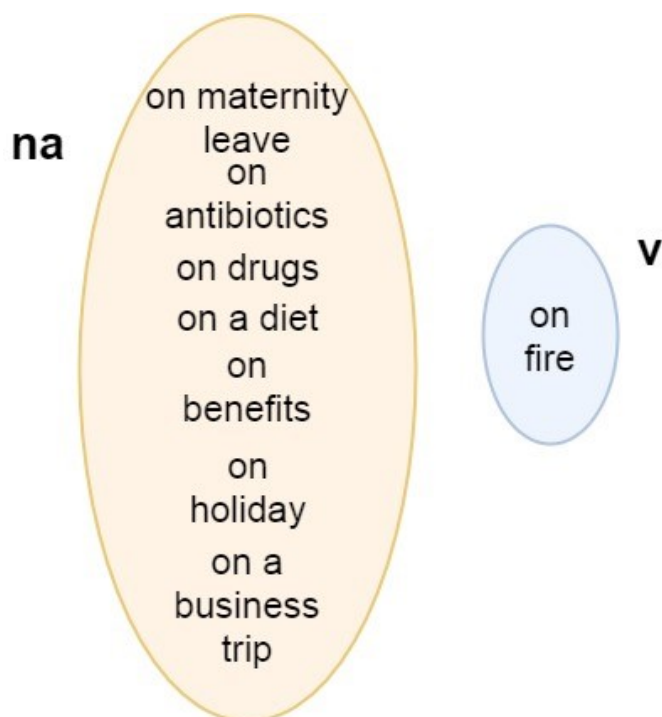 na
on maternity
leave
on
antibiotics
on drugs
on a diet
on
benefits
on
holiday
on a
business
trip
v
on
fire